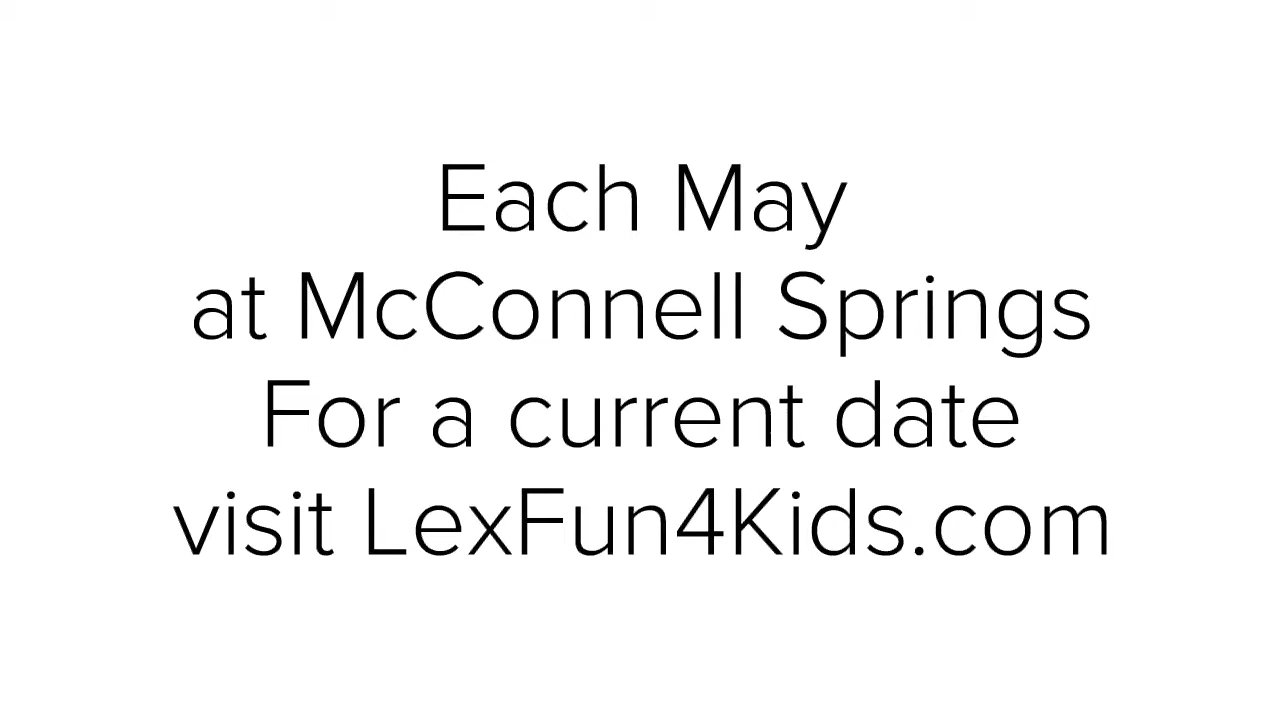 Each May
at McConnell Springs
For a current date
visit LexFun4Kids.com